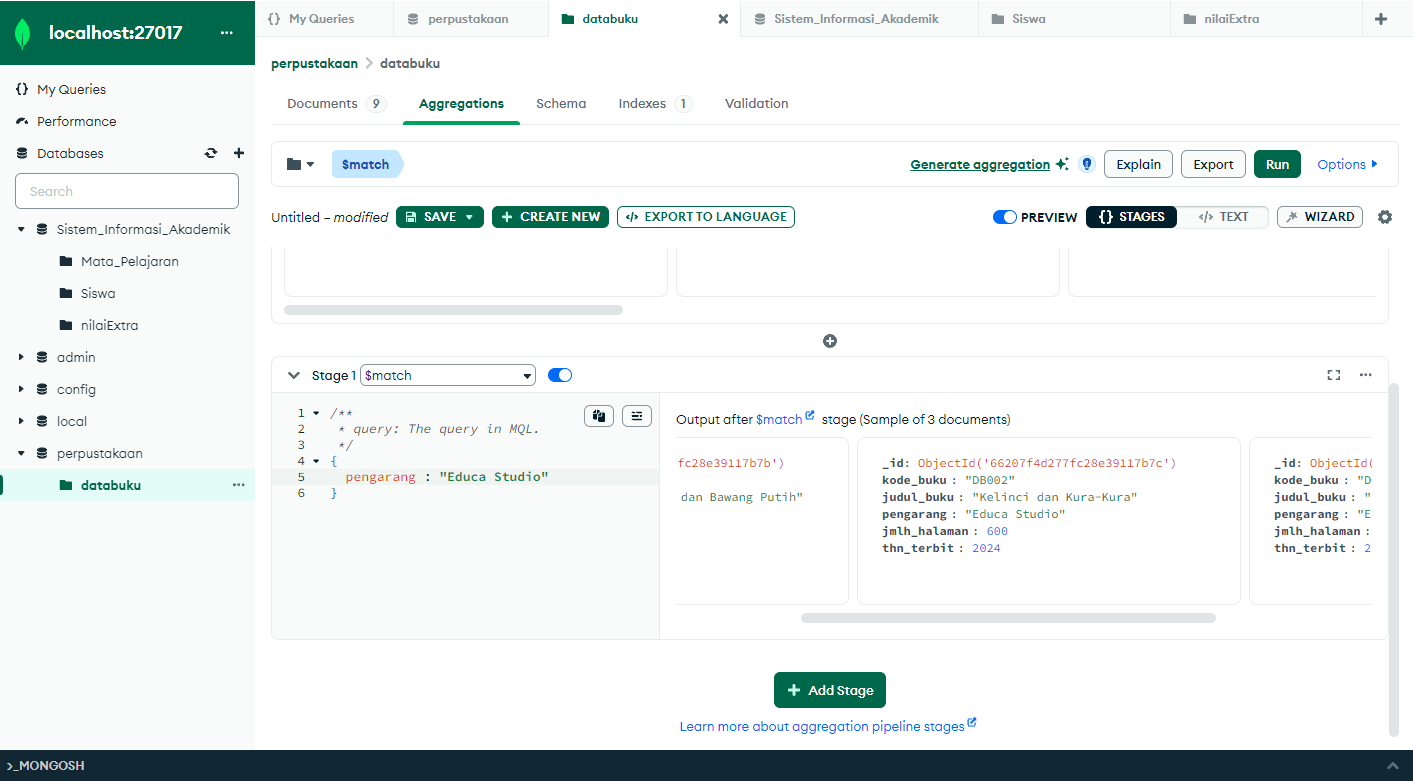 localhost:27017
My Queries
Performance
Databases
Search
Sistem_Informasi_Akademik
Mata_Pelajaran
Siswa
nilaiExtra
admin
config
local
perpustakaan
databuku
{} My Queries
perpustakaan
databuku
Sistem_Informasi_Akademik
Siswa
nilaiExtra
perpustakaan > databuku
Documents 9
Aggregations
Schema
Indexes 1
Validation
$match
Generate aggregation
Explain
Export
Run
Options
Untitled – modified
SAVE
+ CREATE NEW
</> EXPORT TO LANGUAGE
PREVIEW
{} STAGES
</> TEXT
WIZARD
Stage 1 $match
1 /**
2 * query: The query in MQL.
3 */
4 {
5 pengarang : "Educa Studio"
6 }
Output after $match stage (Sample of 3 documents)
fc28e39117b7b')
dan Bawang Putih"
_id: ObjectId('66207f4d277fc28e39117b7c')
kode_buku : "DB002"
judul_buku : "Kelinci dan Kura-Kura"
pengarang : "Educa Studio"
jmlh_halaman : 600
thn_terbit : 2024
_id: ObjectId(
kode_buku : "D
judul_buku : "
pengarang : "E
jmlh_halaman :
thn_terbit : 2
+ Add Stage
Learn more about aggregation pipeline stages
>_MONGOSH